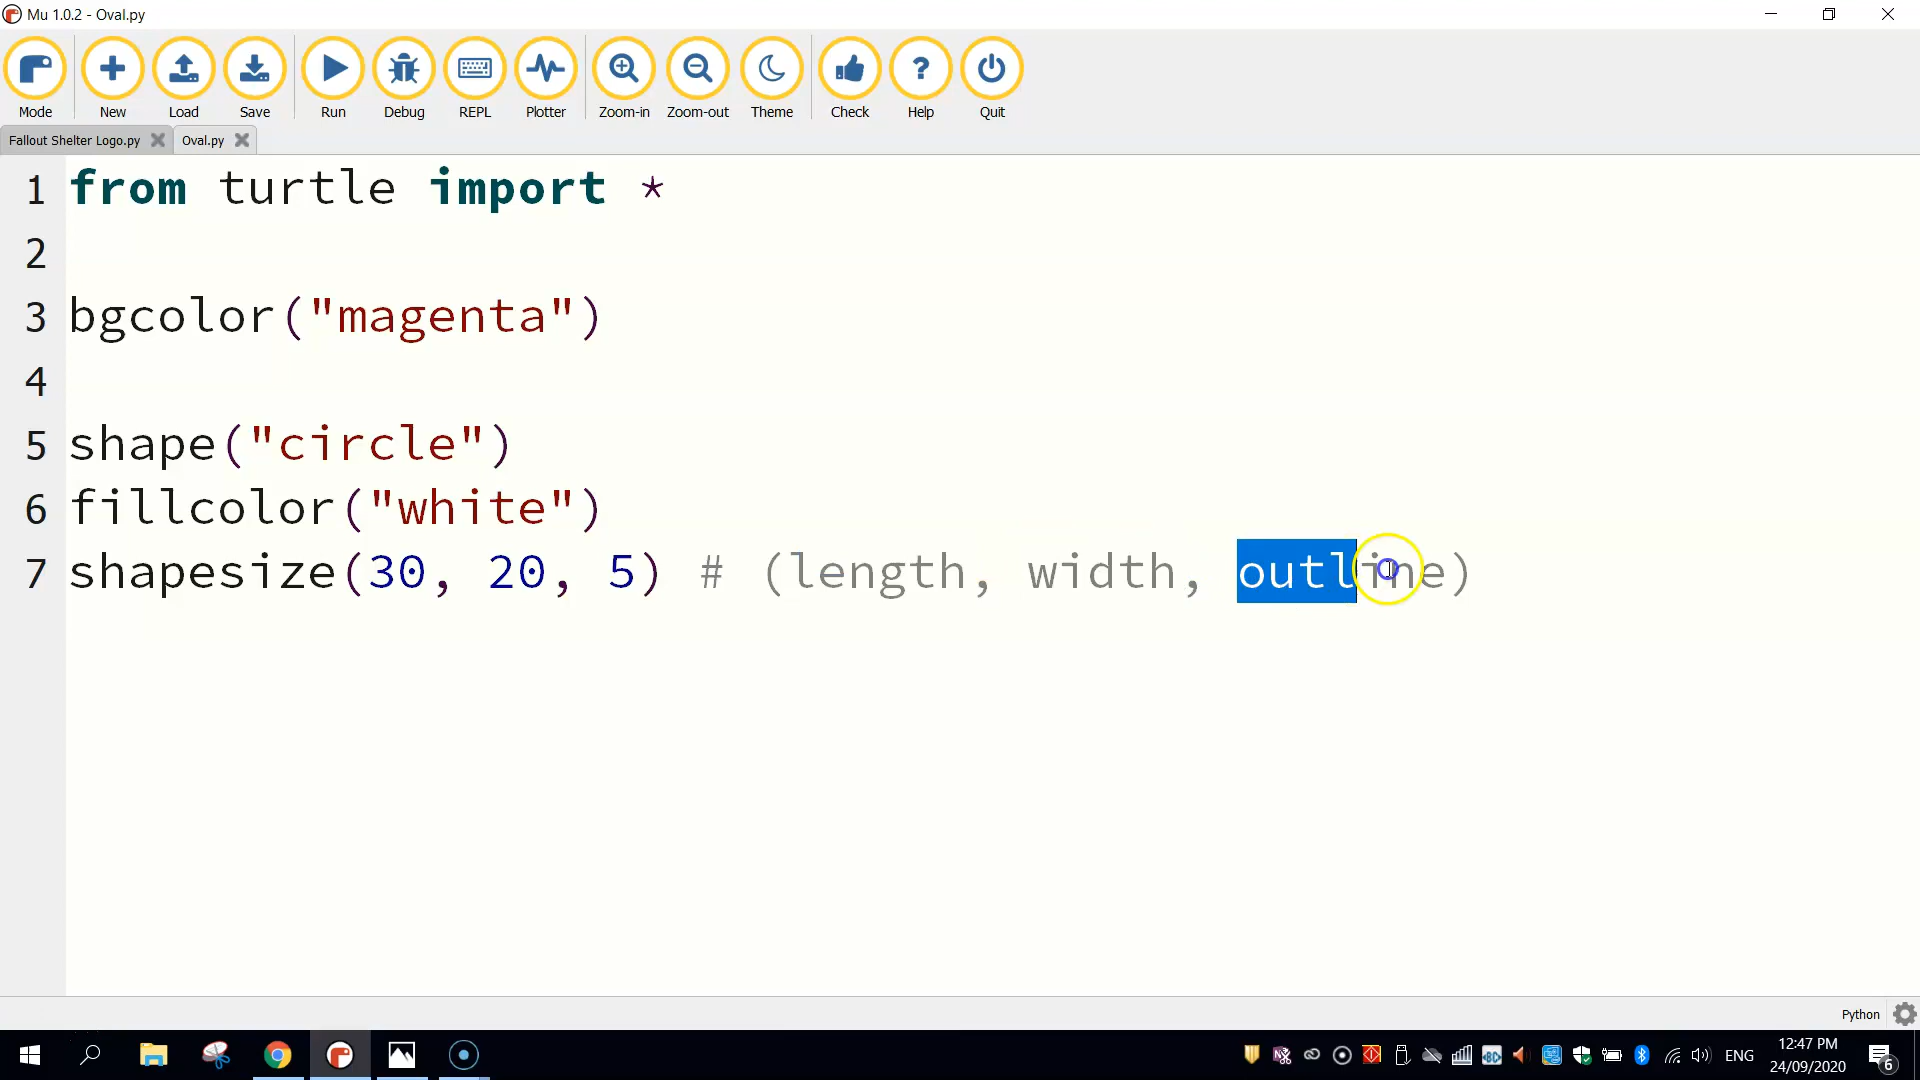 Mu 1.0.2 - Oval.py
Mode New Load Save Run Debug REPL Plotter Zoom-in Zoom-out Theme Check Help Quit
Fallout Shelter Logo.py Oval.py
1 from turtle import *
2
3 bgcolor("magenta")
4
5 shape("circle")
6 fillcolor("white")
7 shapesize(30, 20, 5) # (length, width, outline)
Python
ENG 12:47 PM
24/09/2020
6